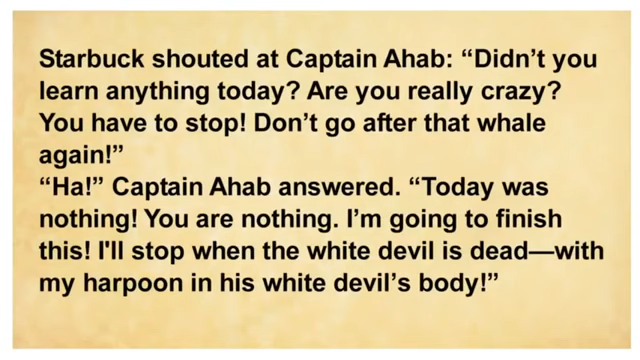 Starbuck shouted at Captain Ahab: “Didn’t you
learn anything today? Are you really crazy?
You have to stop! Don’t go after that whale
again!”
“Ha!” Captain Ahab answered. “Today was
nothing! You are nothing. I’m going to finish
this! I'll stop when the white devil is dead—with
my harpoon in his white devil’s body!”